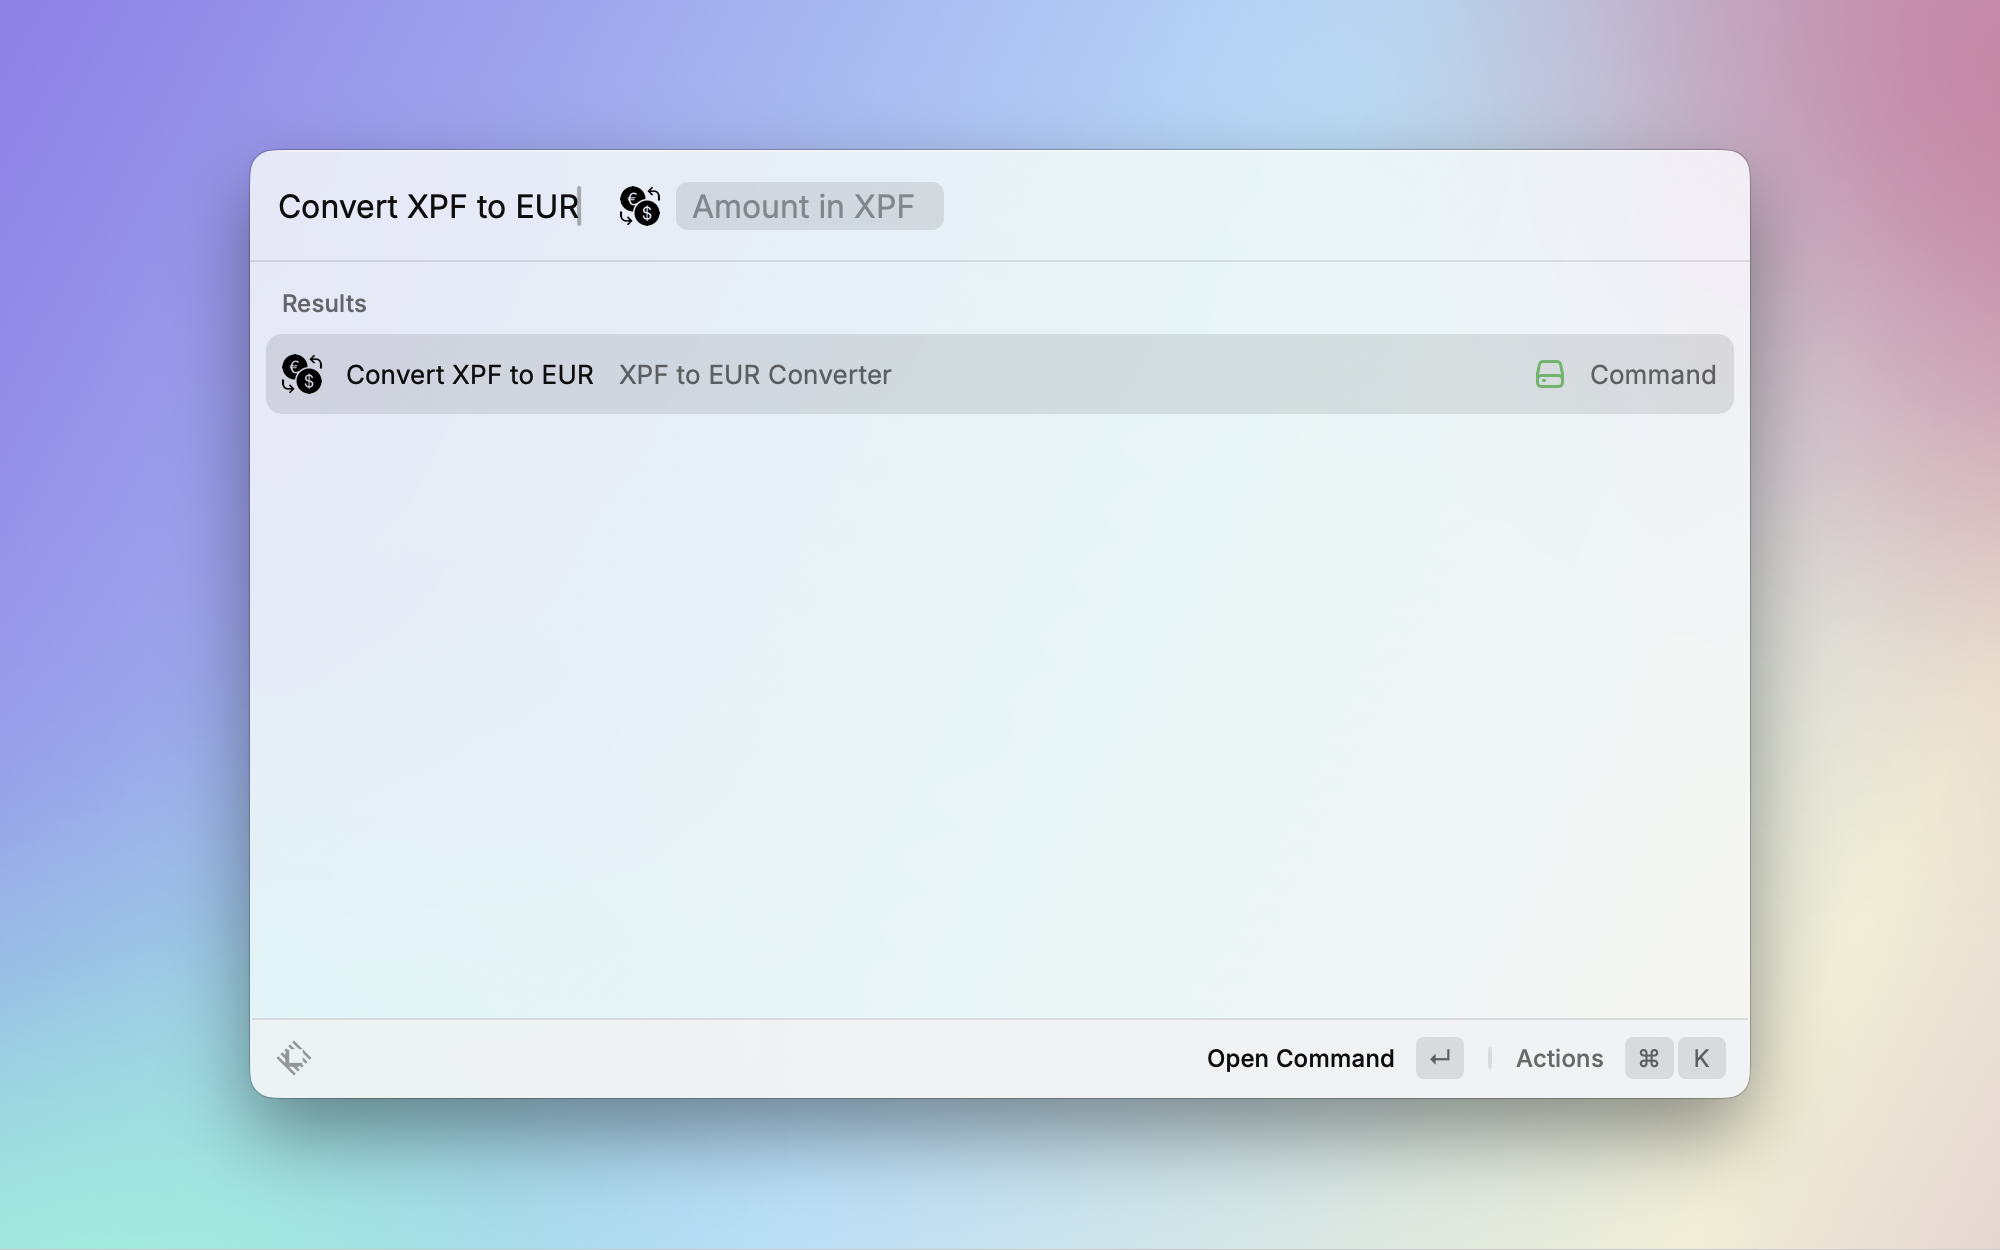 Convert XPF to EUR € $ Amount in XPF
Results
€ $ Convert XPF to EUR XPF to EUR Converter Command
Open Command ↵ Actions ⌘ K